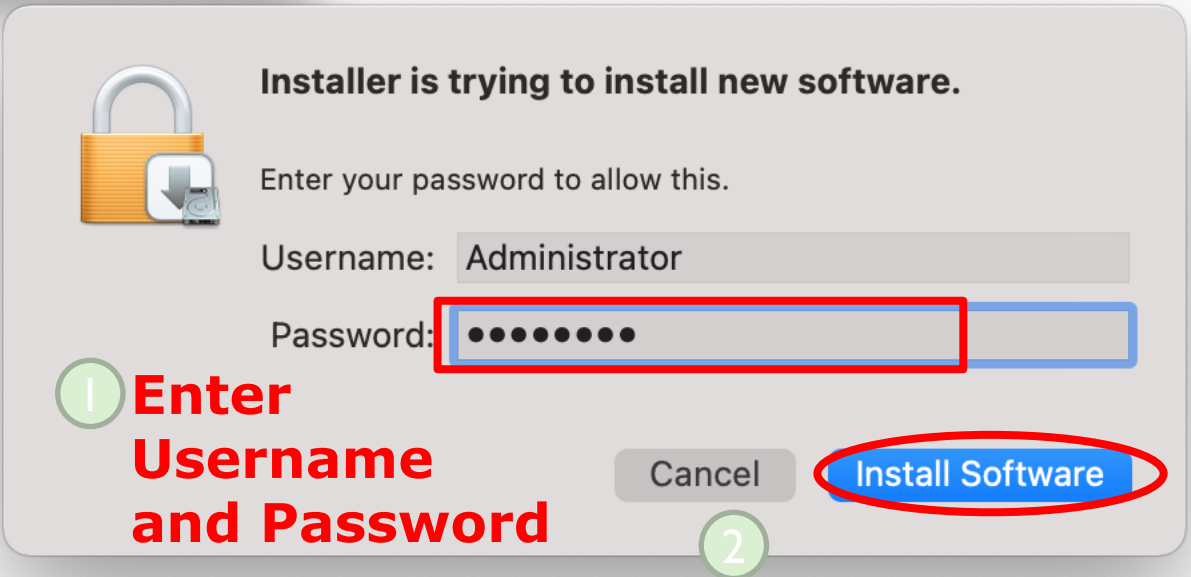 Installer is trying to install new software.
Enter your password to allow this.
Username: Administrator
Password: ••••••••
1 Enter
Username
and Password
Cancel Install Software
2